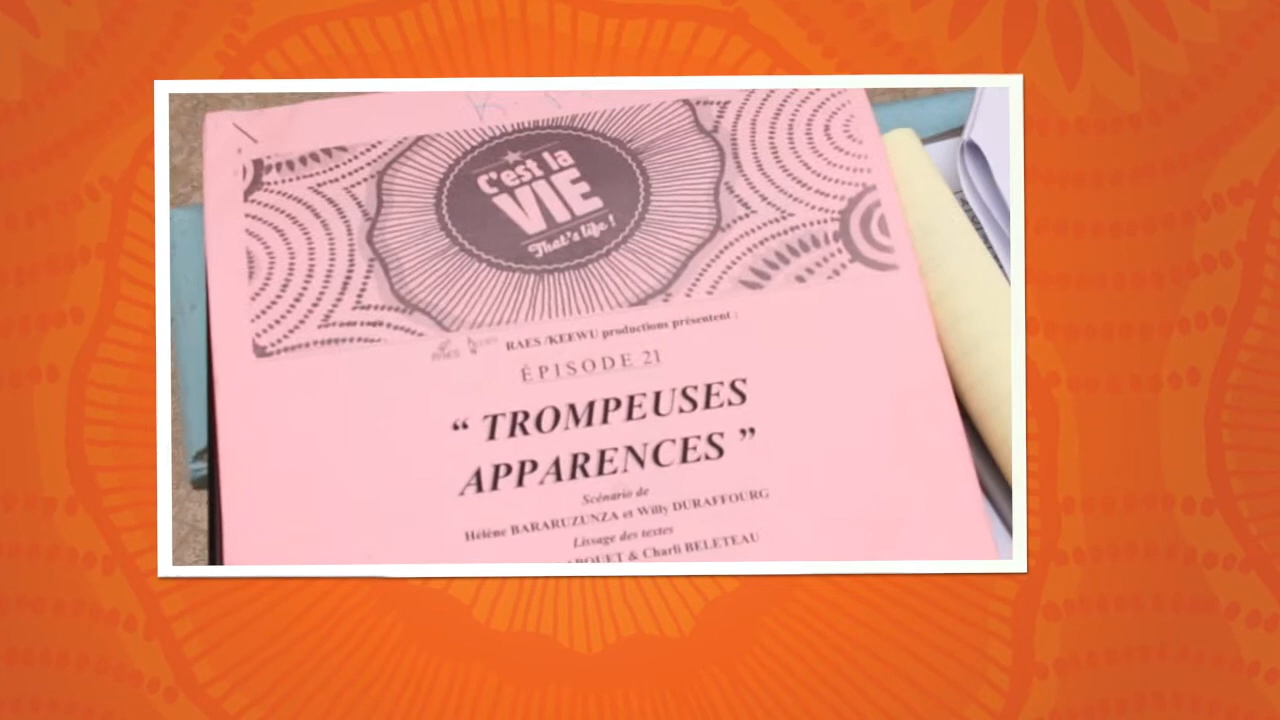 C'est la
VIE
That's life !
RAES /KEEWU productions présentent :
ÉPISODE 21
“ TROMPEUSES
APPARENCES ”
Scénario de
Hélène BARARUZUNZA et Willy DURAFFOURG
Lissage des textes
& Charli BELETEAU